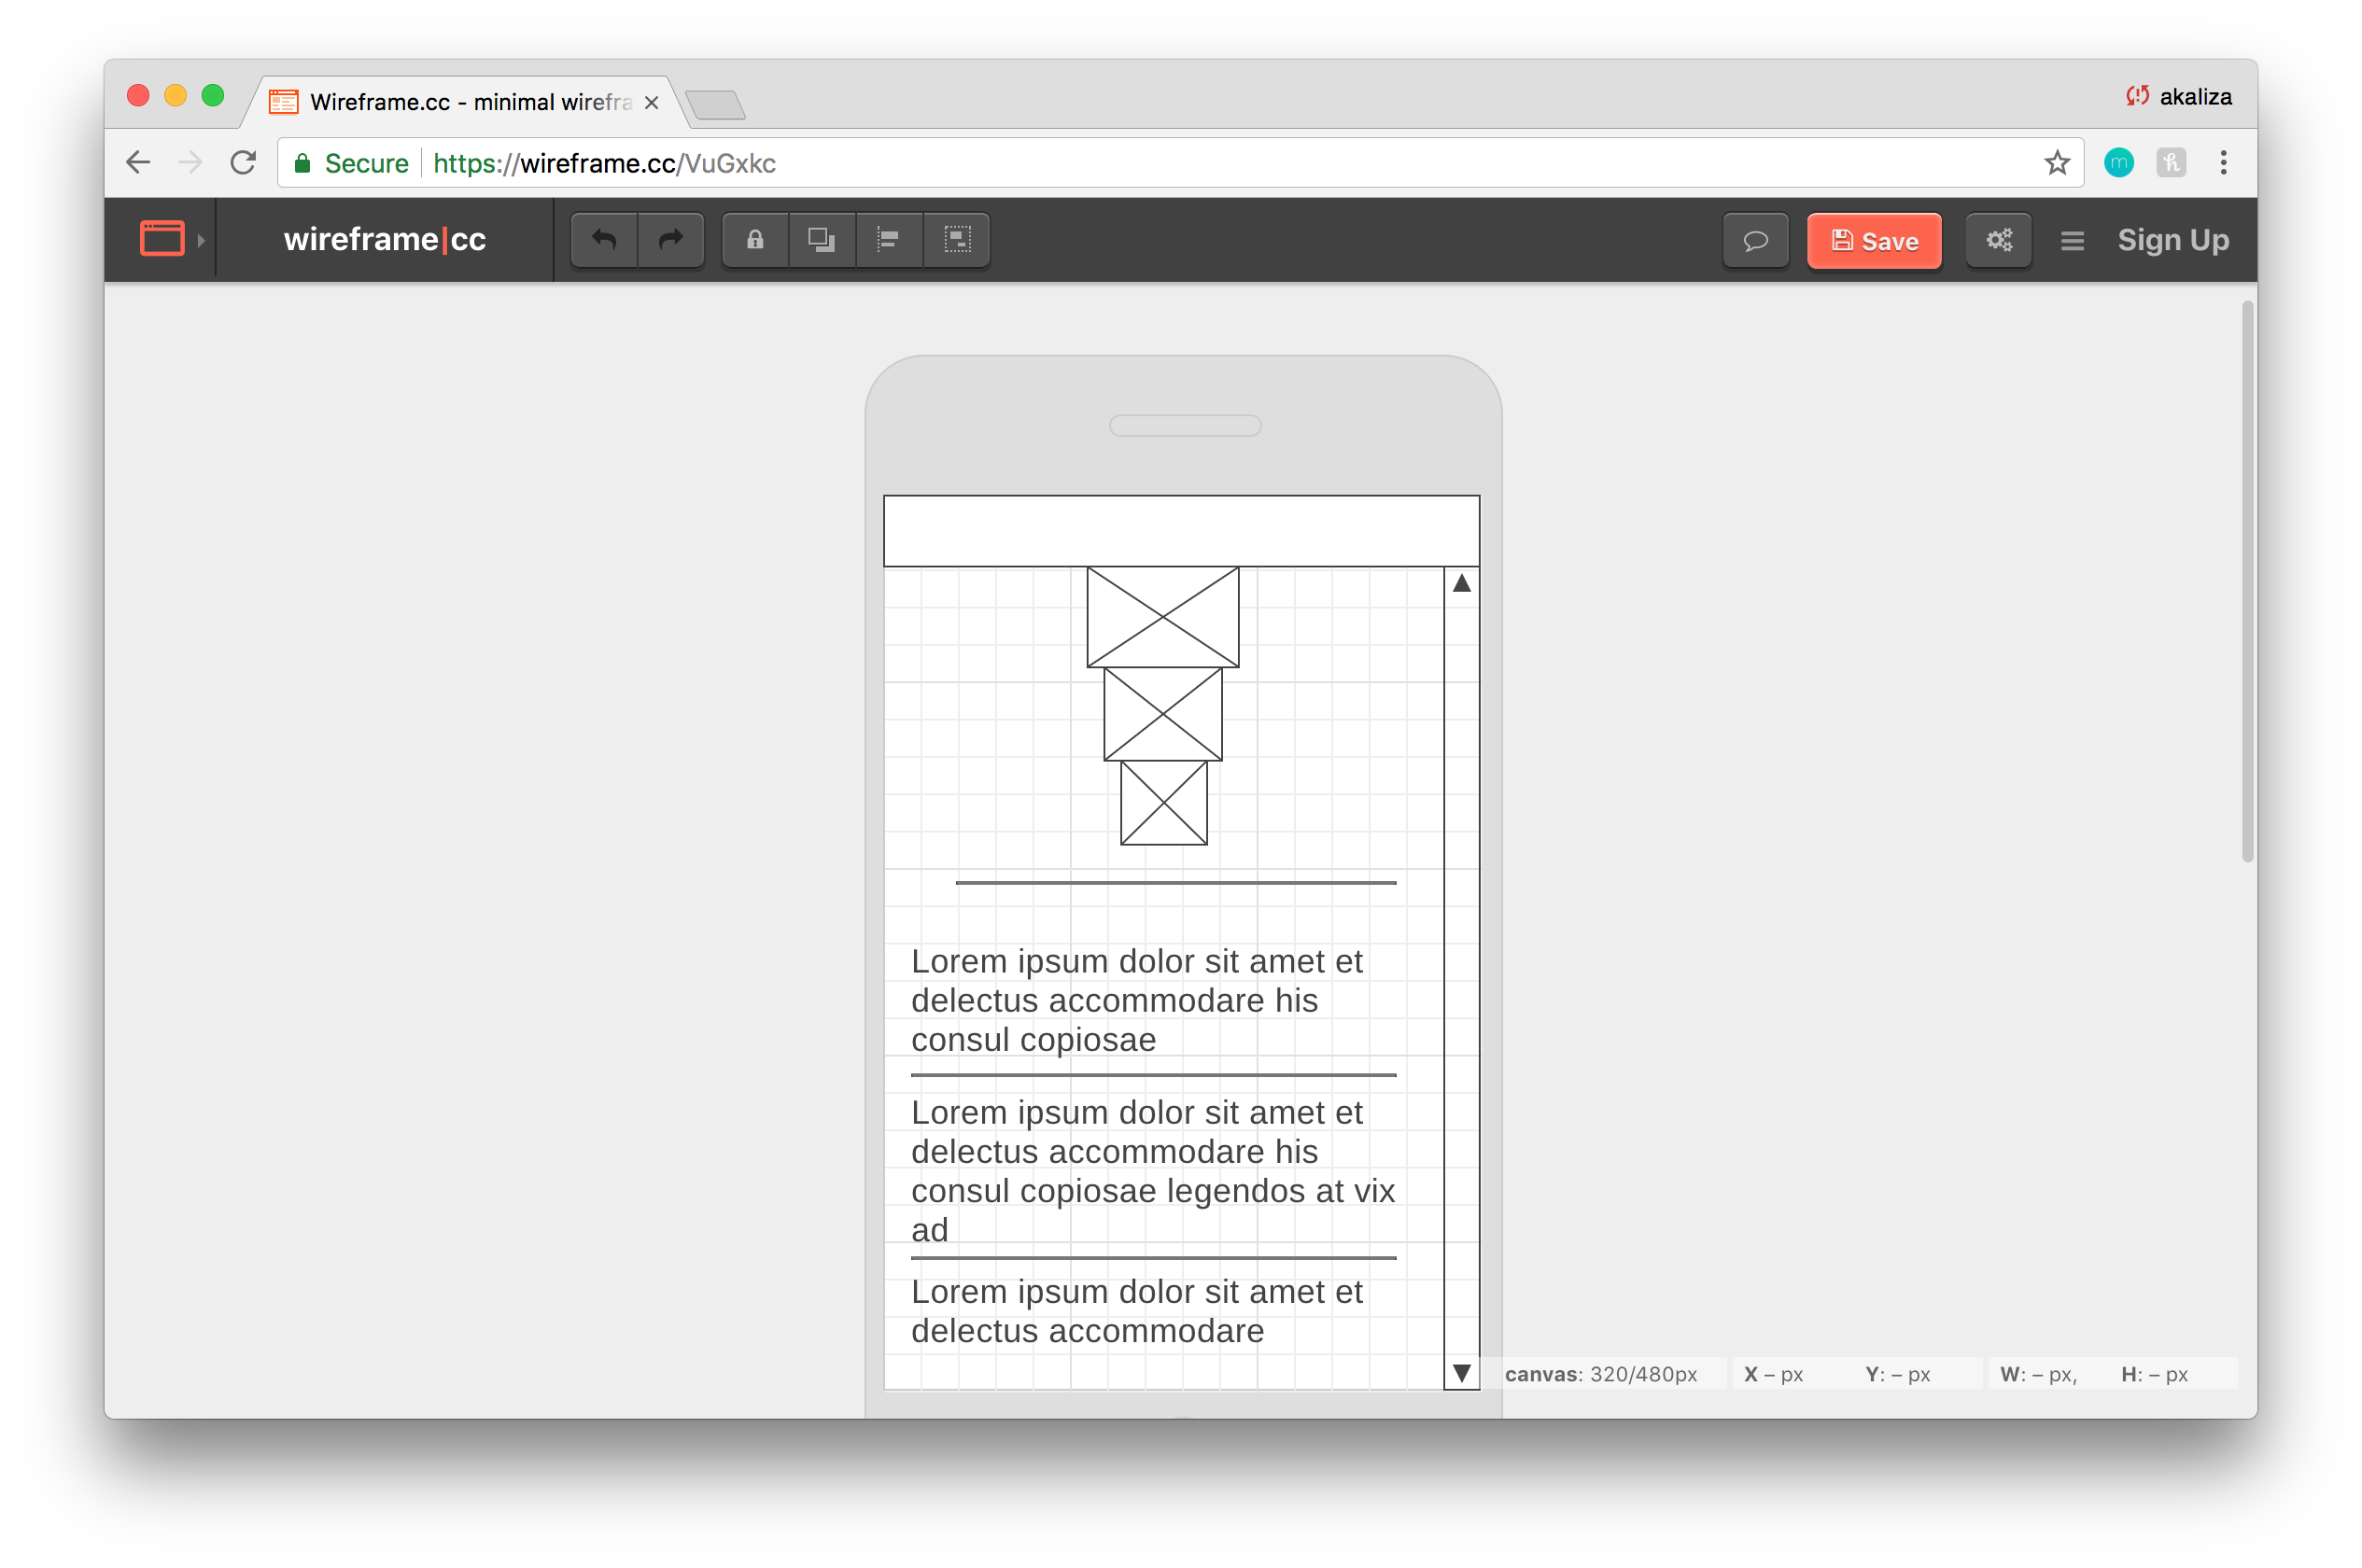 Wireframe.cc - minimal wirefra
akaliza
Secure
https://wireframe.cc/VuGxkc
wireframe|cc
Save
Sign Up
Lorem ipsum dolor sit amet et
delectus accommodare his
consul copiosae
Lorem ipsum dolor sit amet et
delectus accommodare his
consul copiosae legendos at vix
ad
Lorem ipsum dolor sit amet et
delectus accommodare
canvas: 320/480px X – px Y: – px W: – px, H: – px